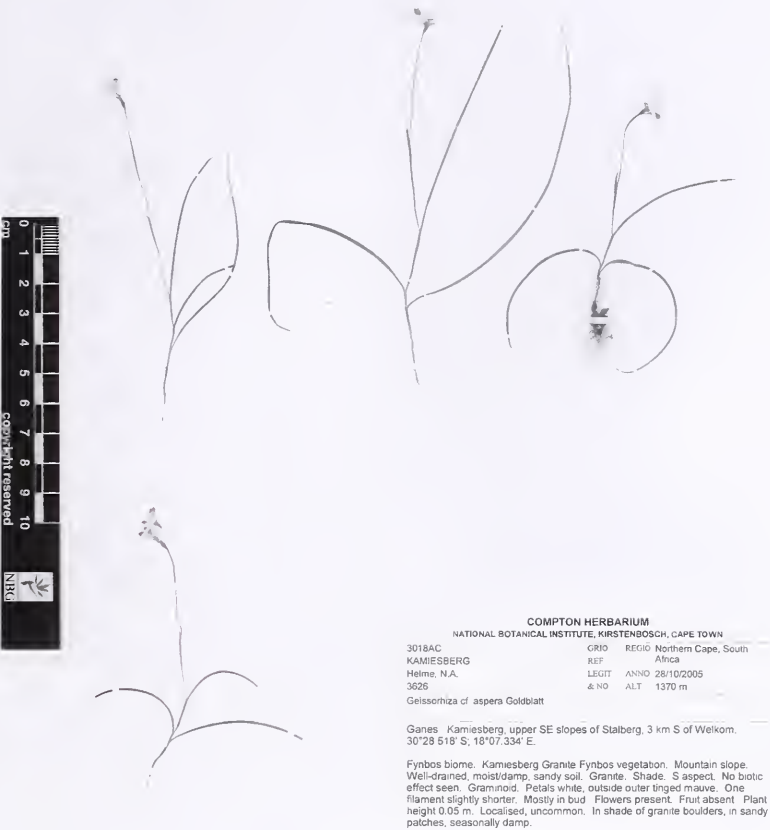 cm
0
1
2
3
4
5
6
7
8
9
10
copyright reserved
NBG
COMPTON HERBARIUM
NATIONAL BOTANICAL INSTITUTE, KIRSTENBOSCH, CAPE TOWN
3018AC GRID REGIO Northern Cape, South
KAMIESBERG REF Africa
Helme, N.A. LEGIT ANNO 28/10/2005
3626 & NO ALT 1370 m
Geissorhiza cf aspera Goldblatt
Ganes Kamiesberg, upper SE slopes of Stalberg, 3 km S of Welkom.
30°28 518' S; 18°07.334' E.
Fynbos biome. Kamiesberg Granite Fynbos vegetation. Mountain slope.
Well-drained, moist/damp, sandy soil. Granite. Shade. S aspect. No biotic
effect seen. Graminoid. Petals white, outside outer tinged mauve. One
filament slightly shorter. Mostly in bud Flowers present. Fruit absent Plant
height 0.05 m. Localised, uncommon. In shade of granite boulders, in sandy
patches, seasonally damp.